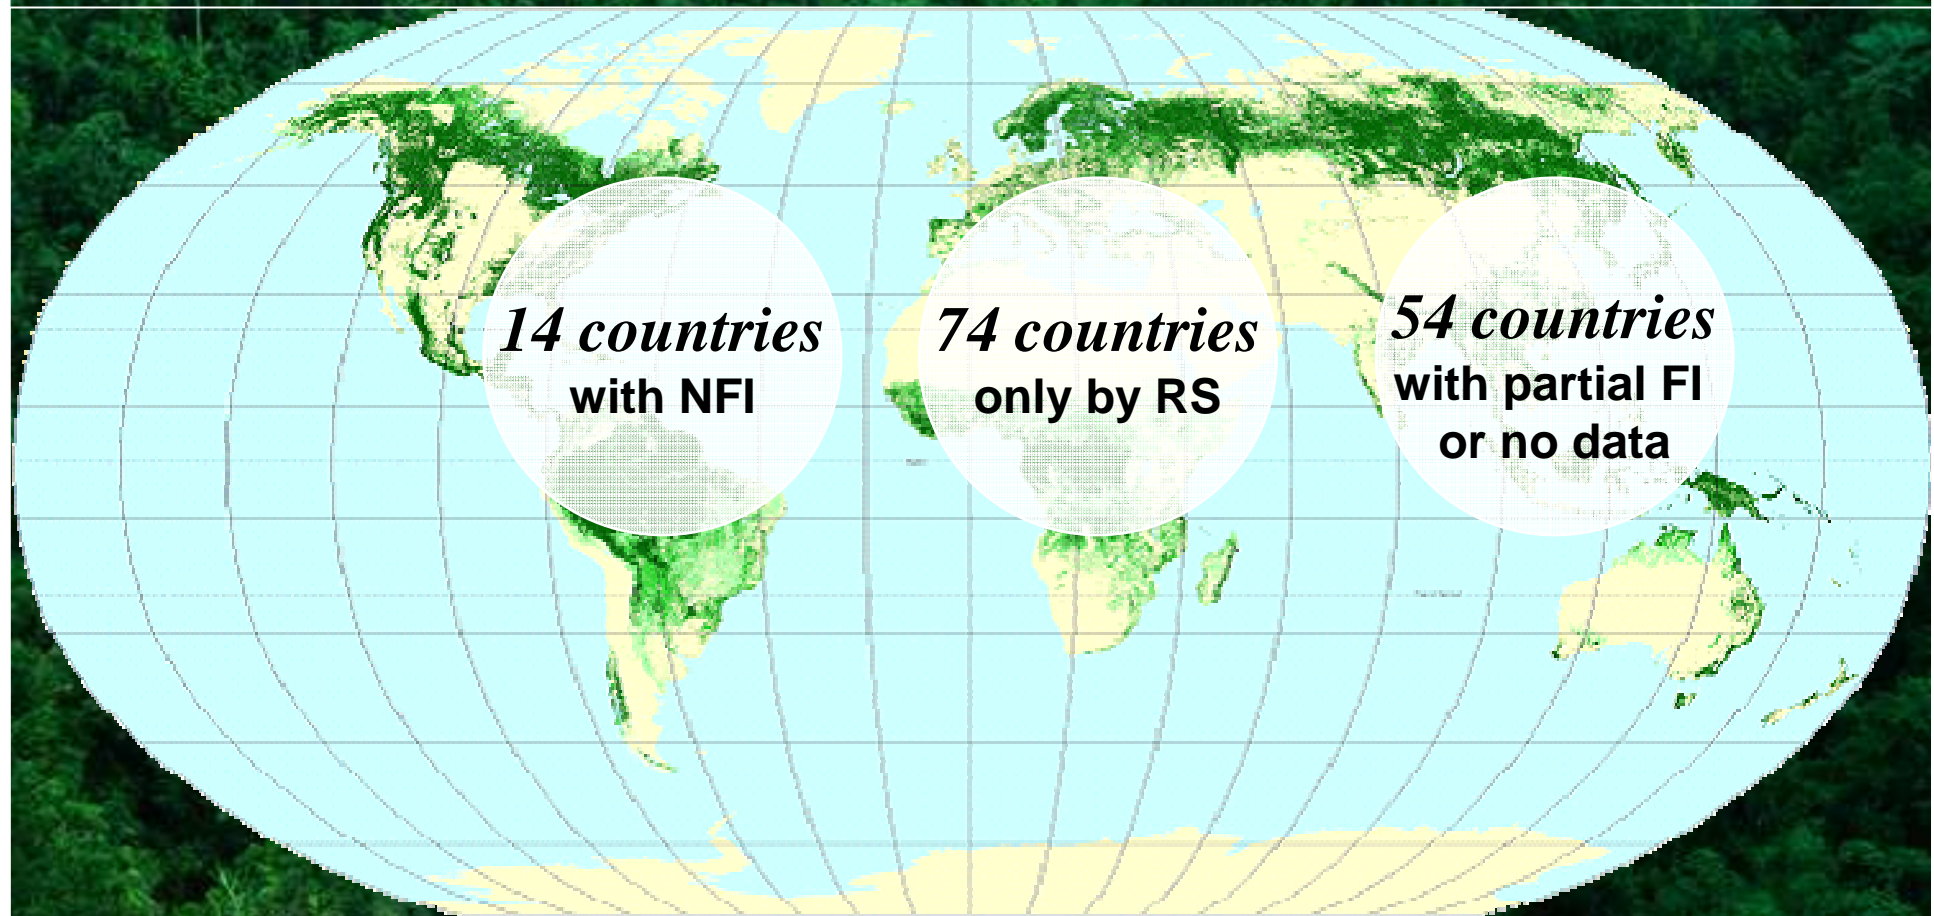 14 countries
with NFI
74 countries
only by RS
54 countries
with partial FI
or no data